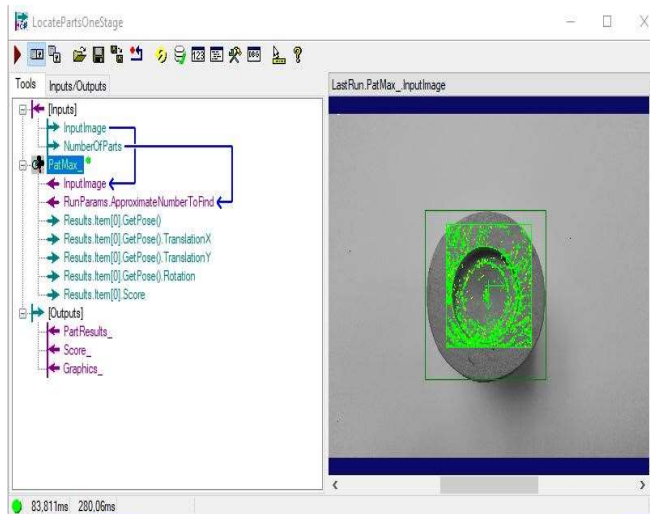 LocatePartsOneStage
Tools Inputs/Outputs
LastRun.PatMax_.InputImage
[Inputs]
InputImage
NumberOfParts
PatMax_
InputImage
RunParams.ApproximateNumberToFind
Results.Item[0].GetPose()
Results.Item[0].GetPose().TranslationX
Results.Item[0].GetPose().TranslationY
Results.Item[0].GetPose().Rotation
Results.Item[0].Score
[Outputs]
PartResults_
Score_
Graphics_
83,811ms 280,06ms